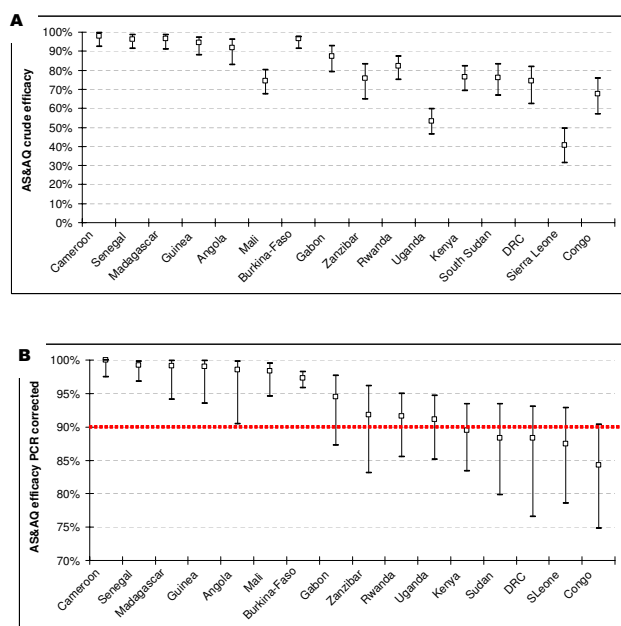 A
AS&AQ crude efficacy
100%
90%
80%
70%
60%
50%
40%
30%
20%
10%
0%
Cameroon
Senegal
Madagascar
Guinea
Angola
Mali
Burkina-Faso
Gabon
Zanzibar
Rwanda
Uganda
Kenya
South Sudan
DRC
Sierra Leone
Congo
B
AS&AQ efficacy PCR corrected
100%
95%
90%
85%
80%
75%
70%
Cameroon
Senegal
Madagascar
Guinea
Angola
Mali
Burkina-Faso
Gabon
Zanzibar
Rwanda
Uganda
Kenya
Sudan
DRC
SLeone
Congo